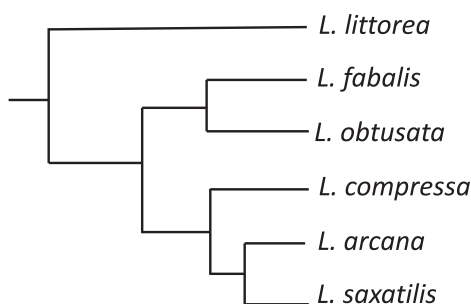 L. littorea
L. fabalis
L. obtusata
L. compressa
L. arcana
L. saxatilis